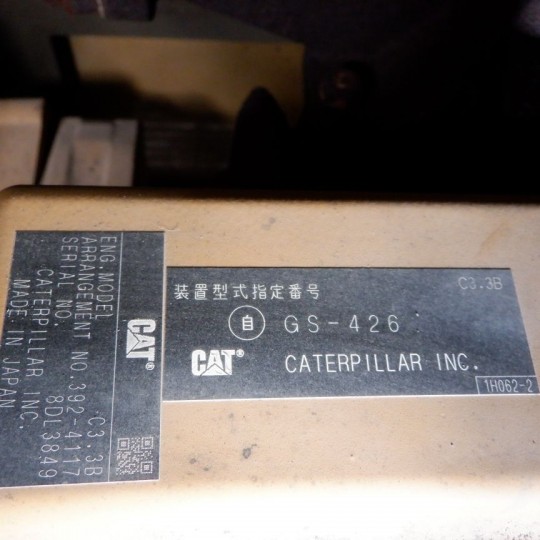 CAT®
ENG.MODEL C3.3B
ARRANGEMENT NO.392-4117
SERIAL NO. 8DL3849
CATERPILLAR INC.
MADE IN JAPAN
C3.3B
装置型式指定番号
自 GS-426
CAT® CATERPILLAR INC.
1H062-2